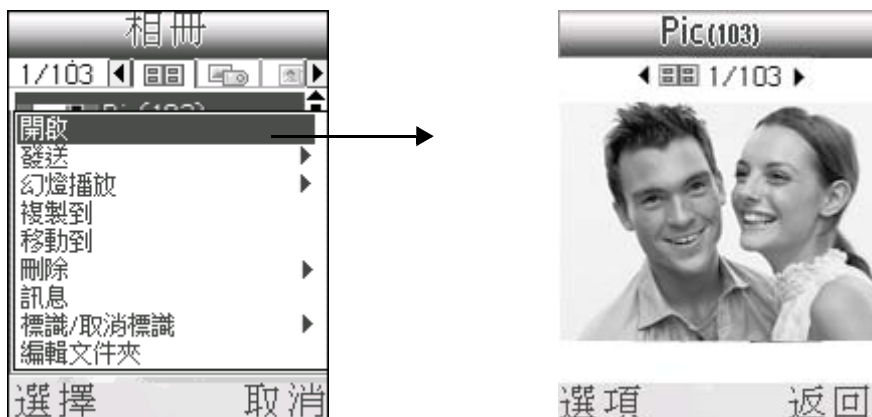 相冊
1/103
Pic(103)
開啟
發送
幻燈播放
複製到
移動到
刪除
訊息
標識/取消標識
編輯文件夾
選擇 取消
Pic(103)
1/103
選項 返回